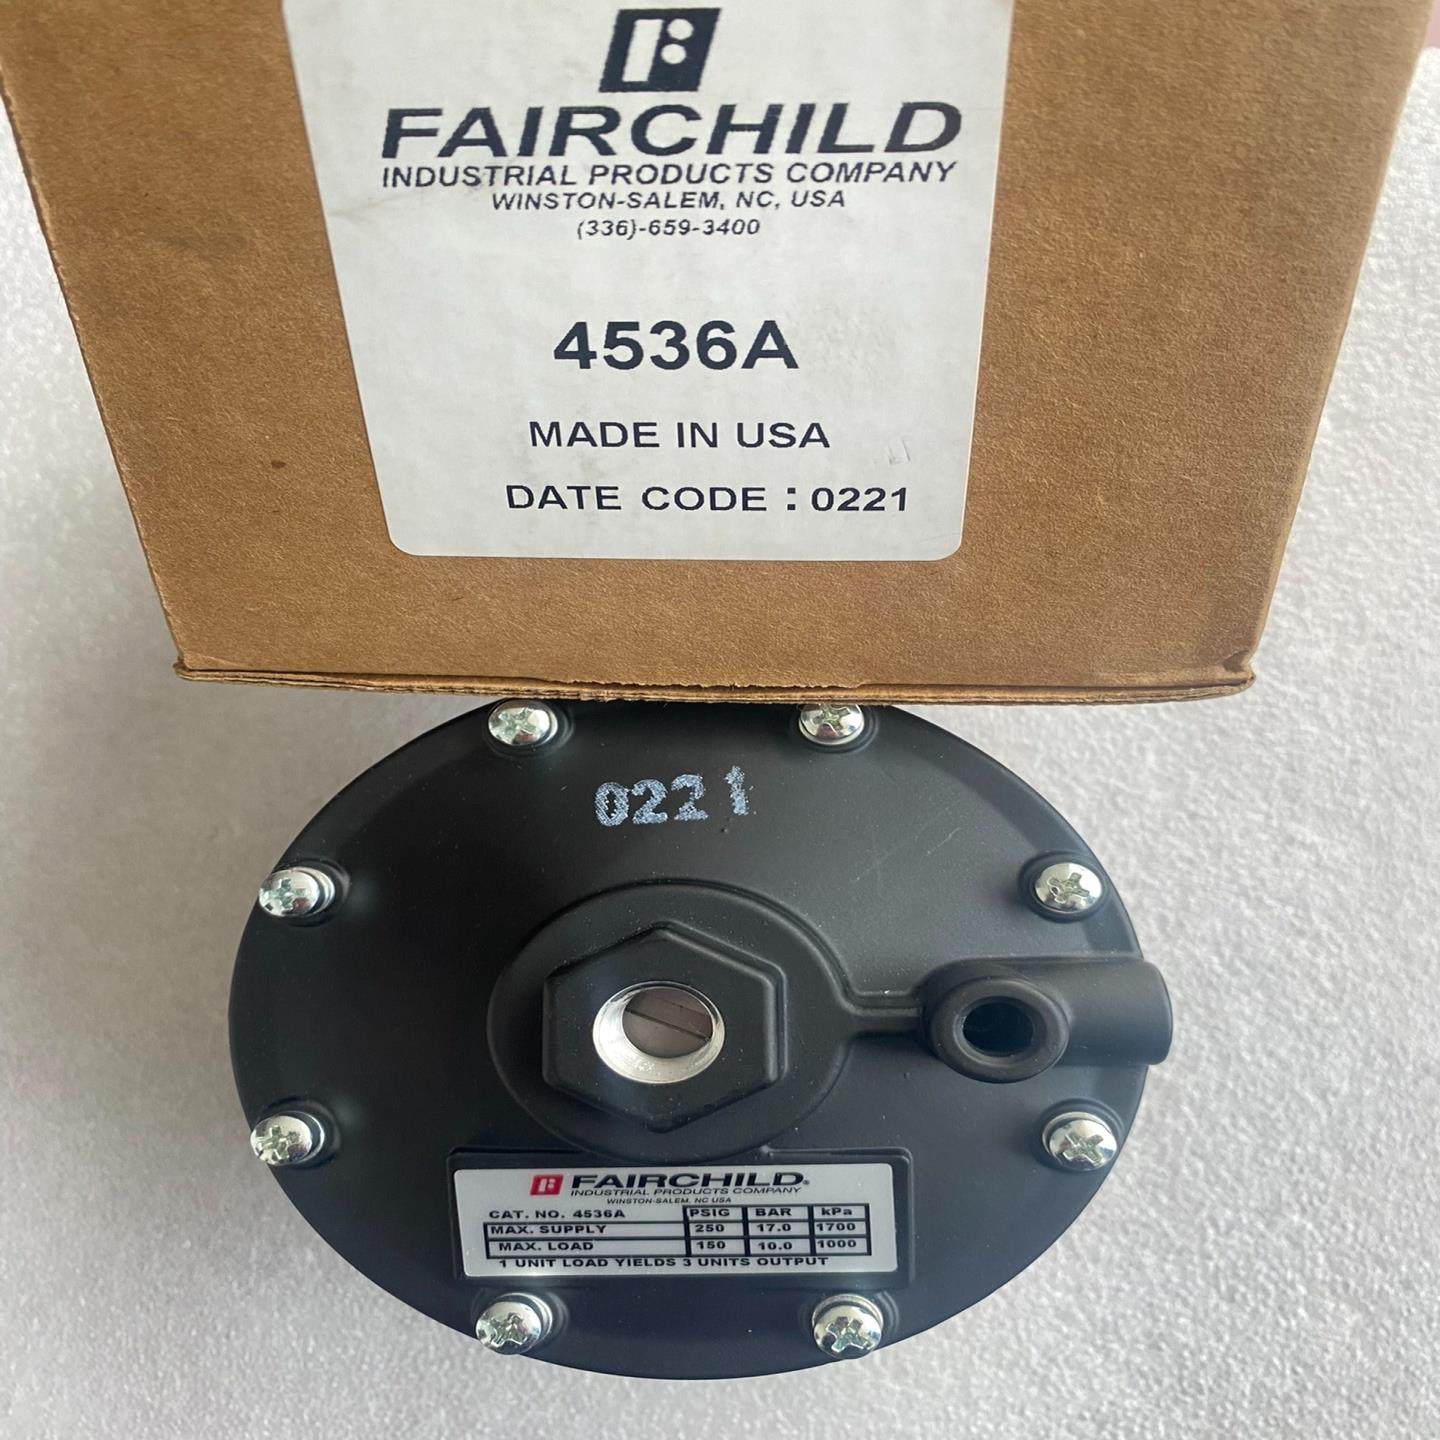 FAIRCHILD
INDUSTRIAL PRODUCTS COMPANY
WINSTON-SALEM, NC, USA
(336)-659-3400
4536A
MADE IN USA
DATE CODE : 0221
0221
FAIRCHILD®
INDUSTRIAL PRODUCTS COMPANY
WINSTON-SALEM, NC USA
CAT. NO. 4536A PSIG BAR kPa
MAX. SUPPLY 250 17.0 1700
MAX. LOAD 150 10.0 1000
1 UNIT LOAD YIELDS 3 UNITS OUTPUT